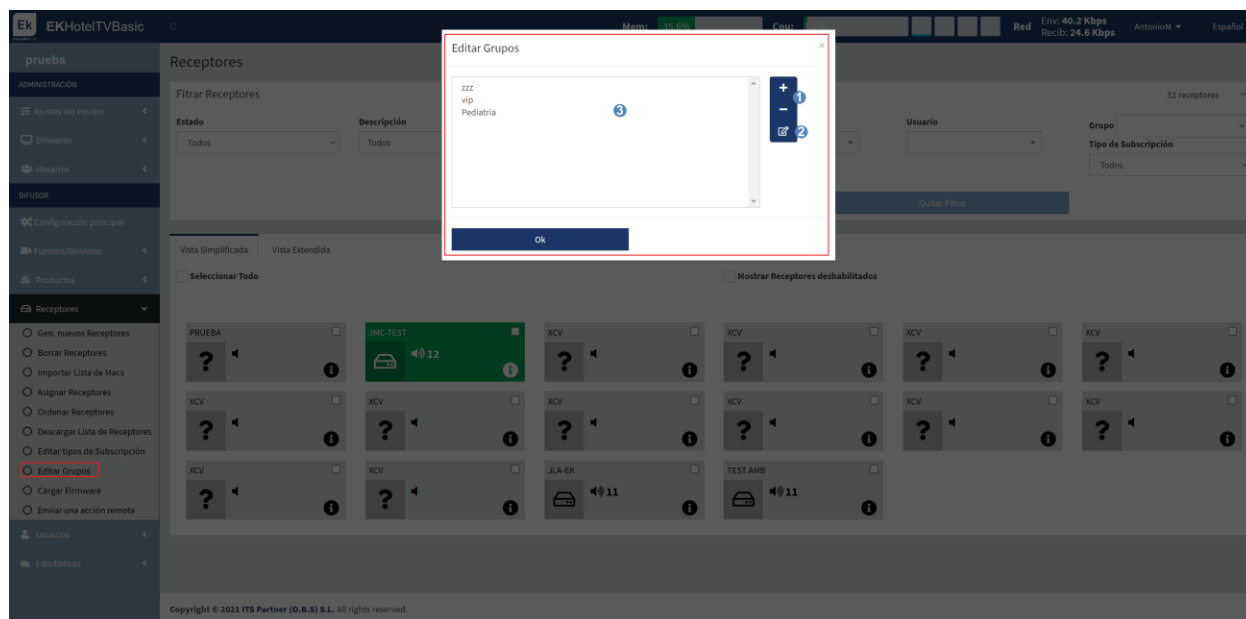 Ek EKHotelTVBasic
Mem: 35.6% Cpu:
Red Env: 40.2 Kbps
Recib: 24.6 Kbps
AntonioM Español
prueba
ADMINISTRACIÓN
Ajustes del equipo
Difusores
Usuarios
DIFUSOR
Configuración principal
Fuentes/Servicios
Productos
Receptores
Gen. nuevos Receptores
Borrar Receptores
Importar Lista de Macs
Asignar Receptores
Ordenar Receptores
Descargar Lista de Receptores
Editar tipos de Subscripción
Editar Grupos
Cargar Firmware
Enviar una acción remota
Usuarios
Estadísticas
Receptores
Fitrar Receptores
51 receptores
Estado Descripción Usuario Grupo
Todos Todos
Tipo de Subscripción
Todos
Quitar Filtro
Editar Grupos ×
zzz
vip
Pediatría
+ 1
3
2
Ok
Vista Simplificada Vista Extendida
Seleccionar Todo Mostrar Receptores deshabilitados
PRUEBA JMC-TEST XCV XCV XCV XCV
? 12 ? ? ? ?
XCV XCV XCV XCV XCV XCV
? ? ? ? ? ?
XCV XCV JLA-EK TEST AMB
? ? 11 11
Copyright © 2021 ITS Partner (O.B.S) S.L. All rights reserved.